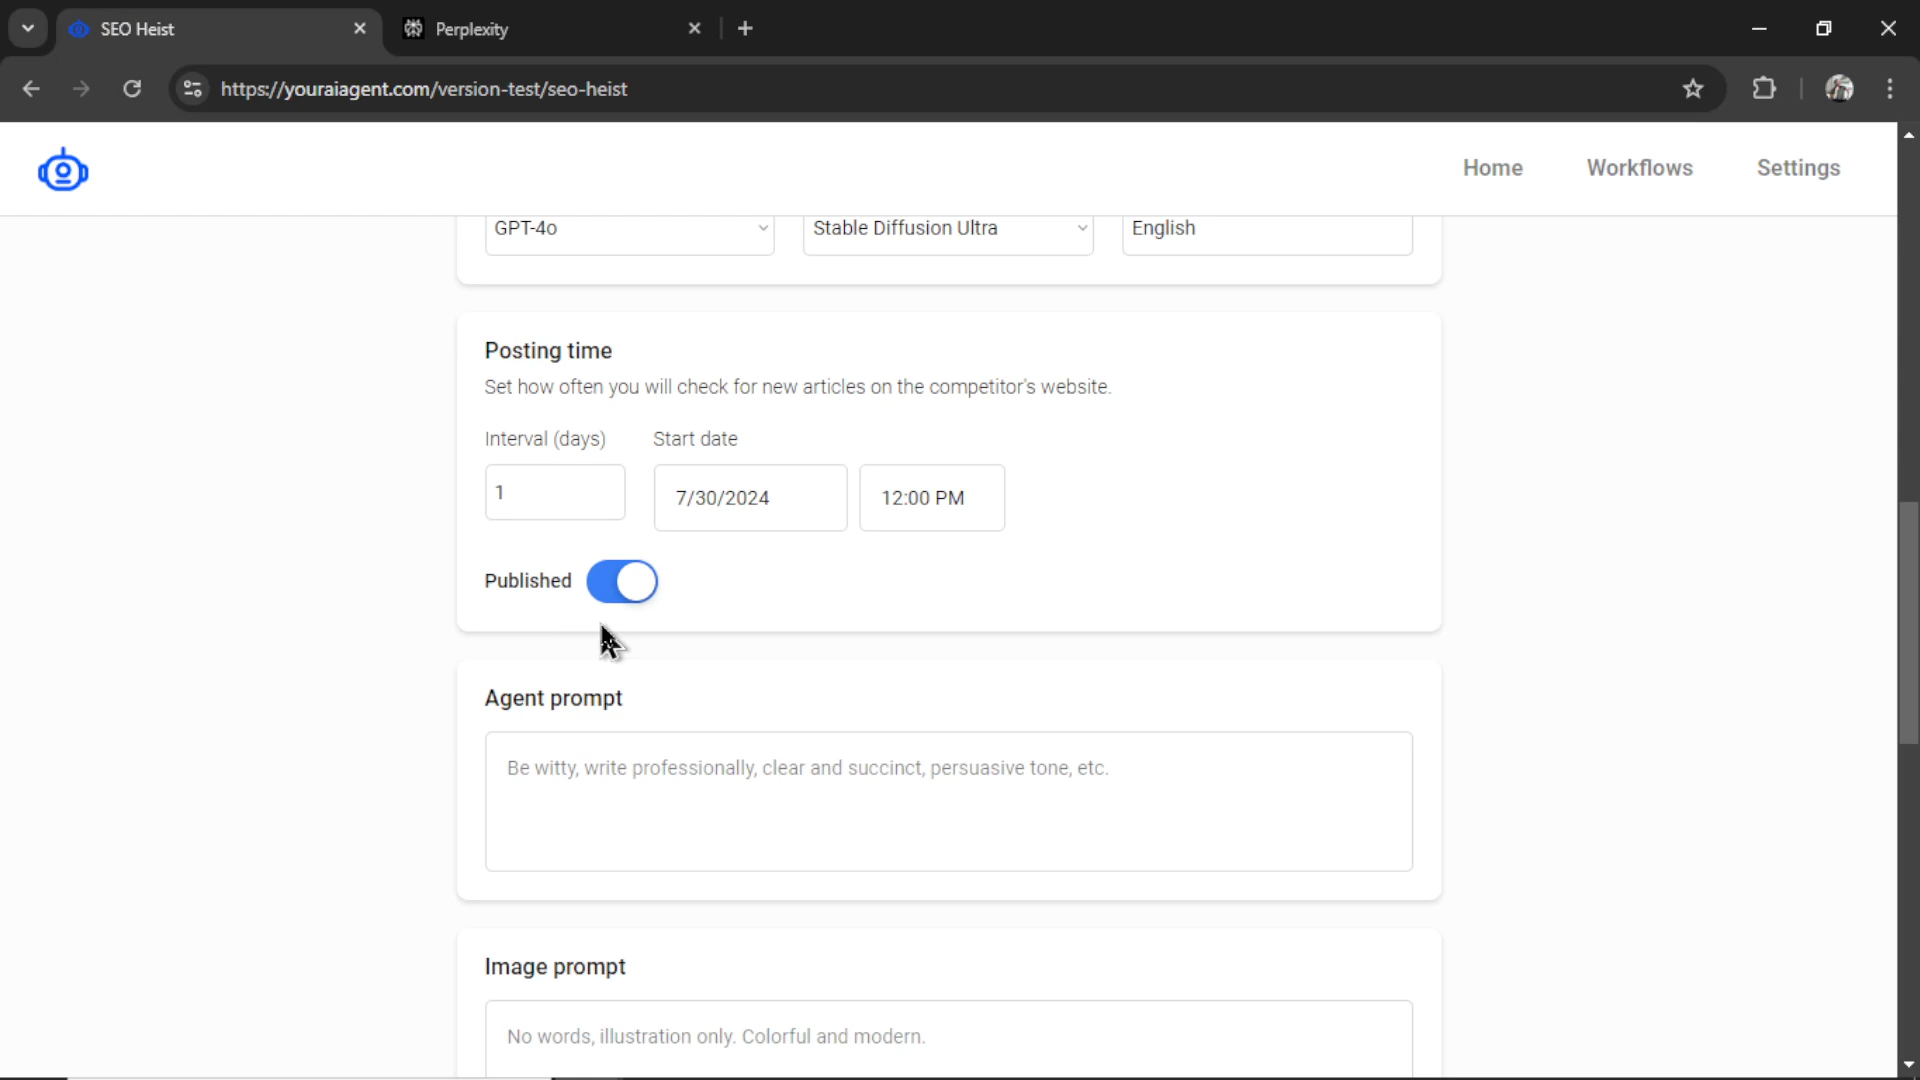 SEO Heist
Perplexity
https://youraiagent.com/version-test/seo-heist
Home
Workflows
Settings
GPT-4o
Stable Diffusion Ultra
English
Posting time
Set how often you will check for new articles on the competitor's website.
Interval (days)
Start date
1
7/30/2024
12:00 PM
Published
Agent prompt
Be witty, write professionally, clear and succinct, persuasive tone, etc.
Image prompt
No words, illustration only. Colorful and modern.